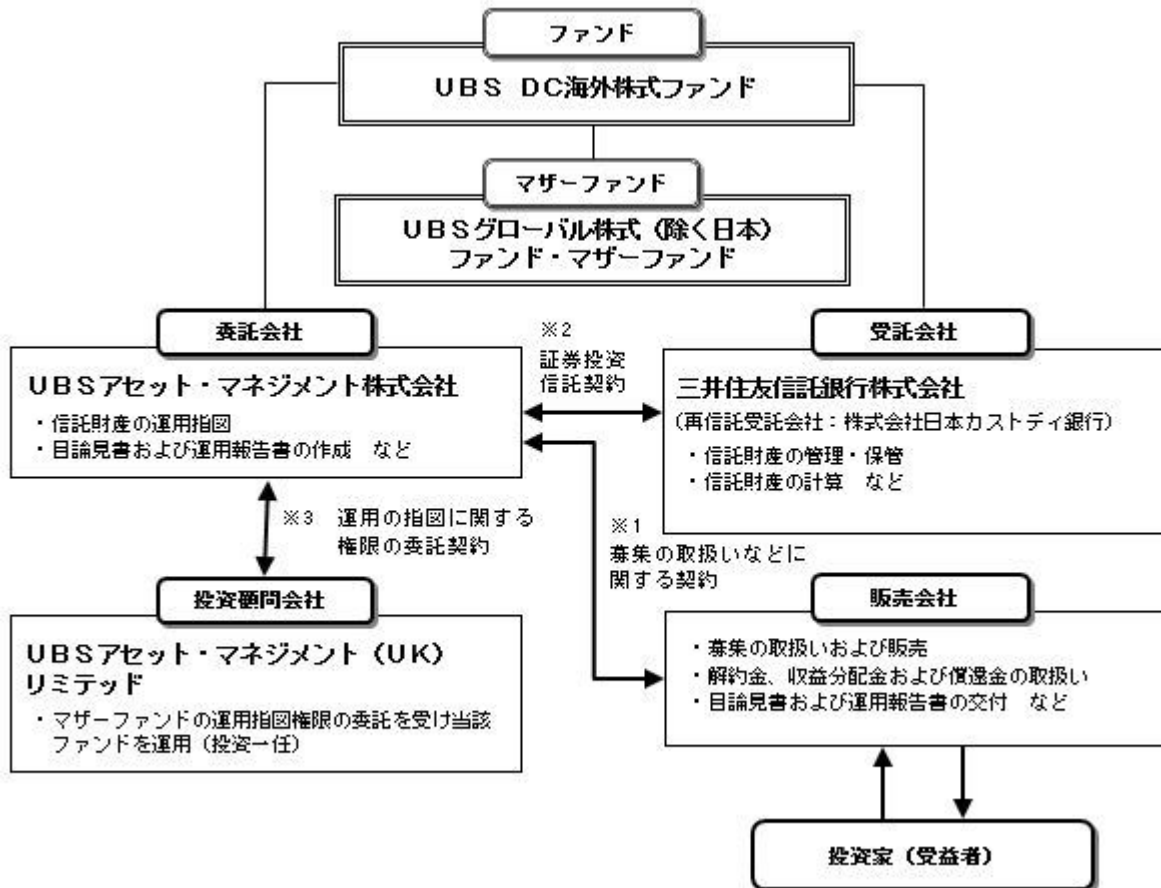 ファンド
UBS DC海外株式ファンド
マザーファンド
UBSグローバル株式（除く日本）
ファンド・マザーファンド
委託会社
UBSアセット・マネジメント株式会社
・信託財産の運用指図
・目論見書および運用報告書の作成 など
※2
証券投資
信託契約
受託会社
三井住友信託銀行株式会社
（再信託受託会社：株式会社日本カストディ銀行）
・信託財産の管理・保管
・信託財産の計算 など
※3 運用の指図に関する
権限の委託契約
※1
募集の取扱いなどに
関する契約
投資顧問会社
UBSアセット・マネジメント（UK）
リミテッド
・マザーファンドの運用指図権限の委託を受け当該
ファンドを運用（投資一任）
販売会社
・募集の取扱いおよび販売
・解約金、収益分配金および償還金の取扱い
・目論見書および運用報告書の交付 など
投資家（受益者）